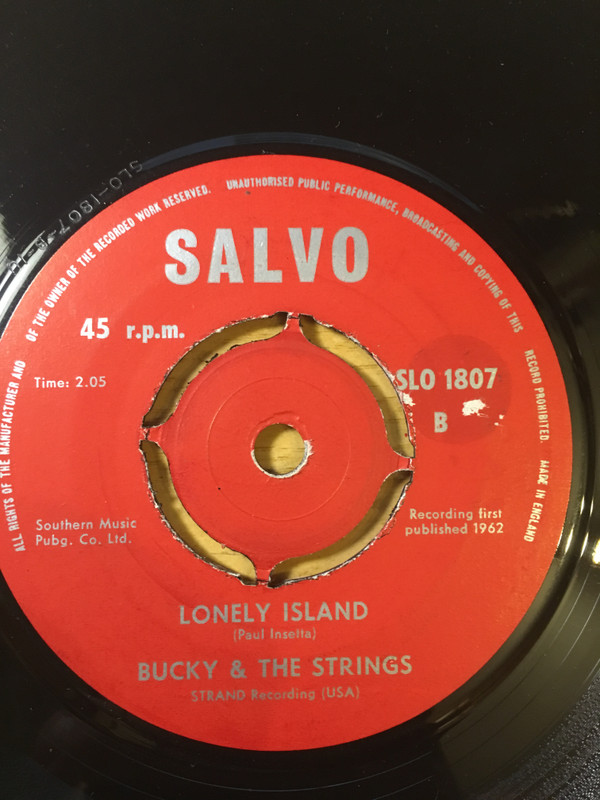 ALL RIGHTS OF THE MANUFACTURER AND OF THE OWNER OF THE RECORDED WORK RESERVED. UNAUTHORISED PUBLIC PERFORMANCE, BROADCASTING AND COPYING OF THIS RECORD PROHIBITED. MADE IN ENGLAND
SALVO
45 r.p.m.
Time: 2.05
SLO 1807
B
Southern Music
Pubg. Co. Ltd.
Recording first
published 1962
LONELY ISLAND
(Paul Inselta)
BUCKY & THE STRINGS
STRAND Recording (USA)